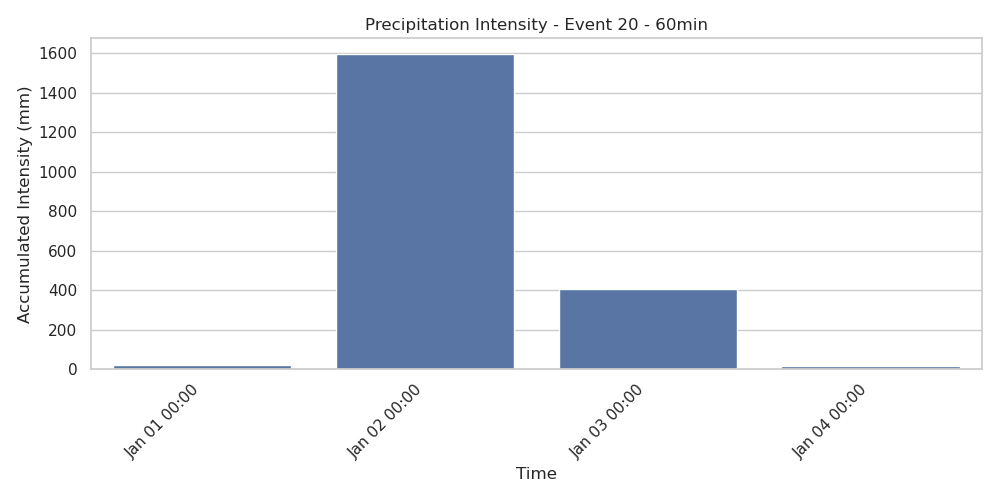 Precipitation Intensity - Event 20 - 60min
Accumulated Intensity (mm)
1600
1400
1200
1000
800
600
400
200
0
Jan 01 00:00
Jan 02 00:00
Jan 03 00:00
Jan 04 00:00
Time